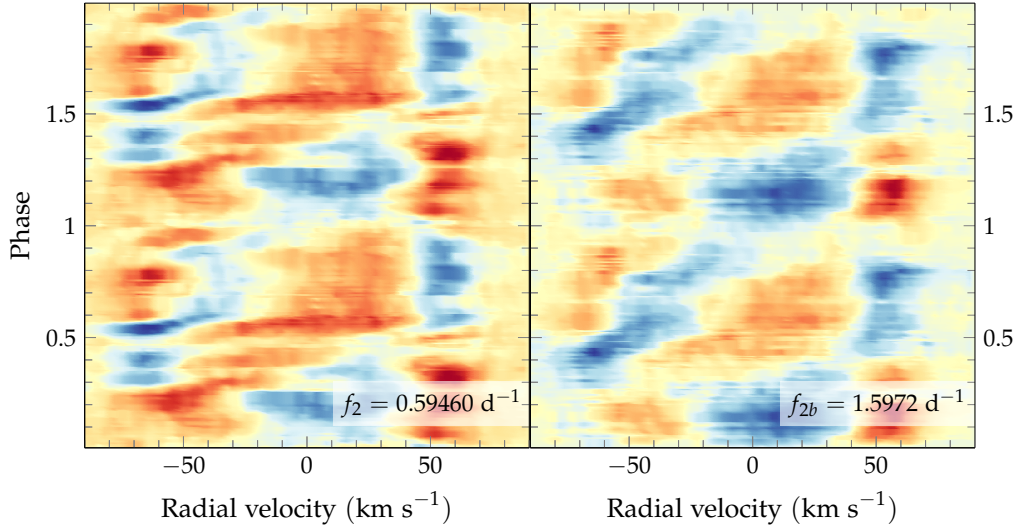 Phase
1.5
1
0.5
f₂ = 0.59460 d⁻¹
f₂b = 1.5972 d⁻¹
1.5
1
0.5
−50 0 50
−50 0 50
Radial velocity (km s⁻¹)
Radial velocity (km s⁻¹)